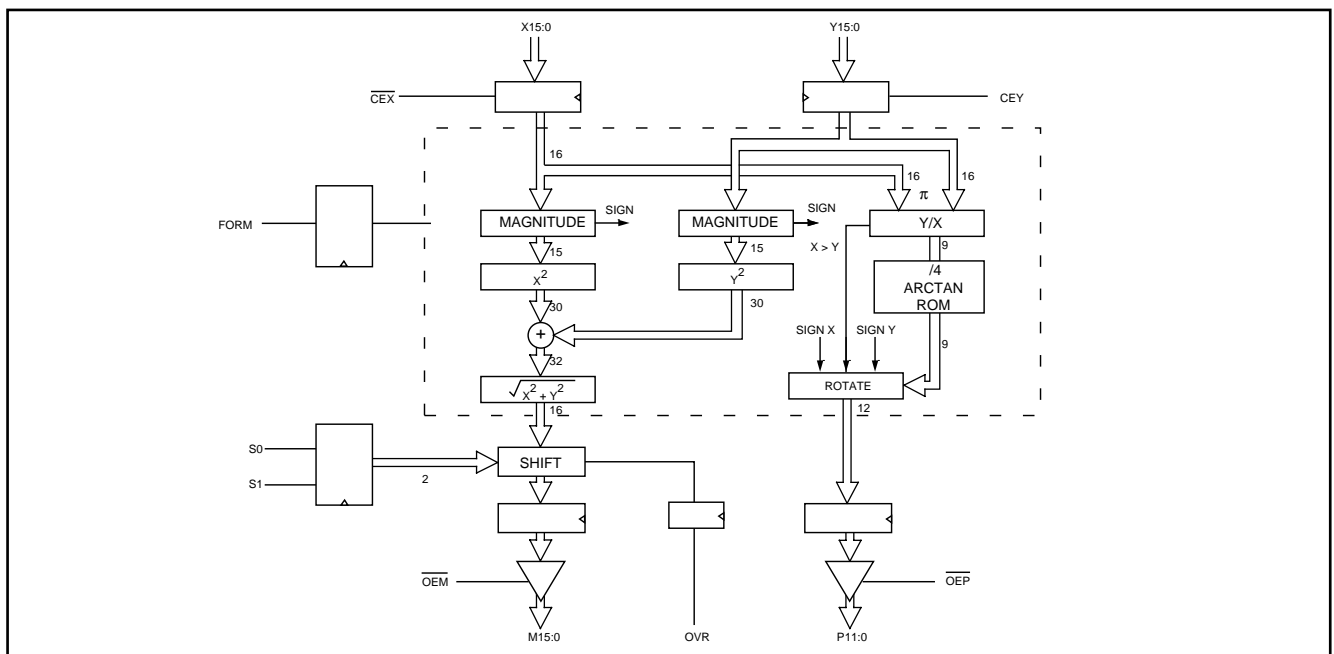 X15:0
Y15:0
CEX
CEY
16
16
16
π
FORM
MAGNITUDE
SIGN
MAGNITUDE
SIGN
Y/X
15
15
X > Y
9
X2
Y2
/4
ARCTAN
ROM
30
30
+
SIGN X
SIGN Y
9
32
√X2 + Y2
ROTATE
16
12
S0
S1
2
SHIFT
OEM
OEP
M15:0
OVR
P11:0